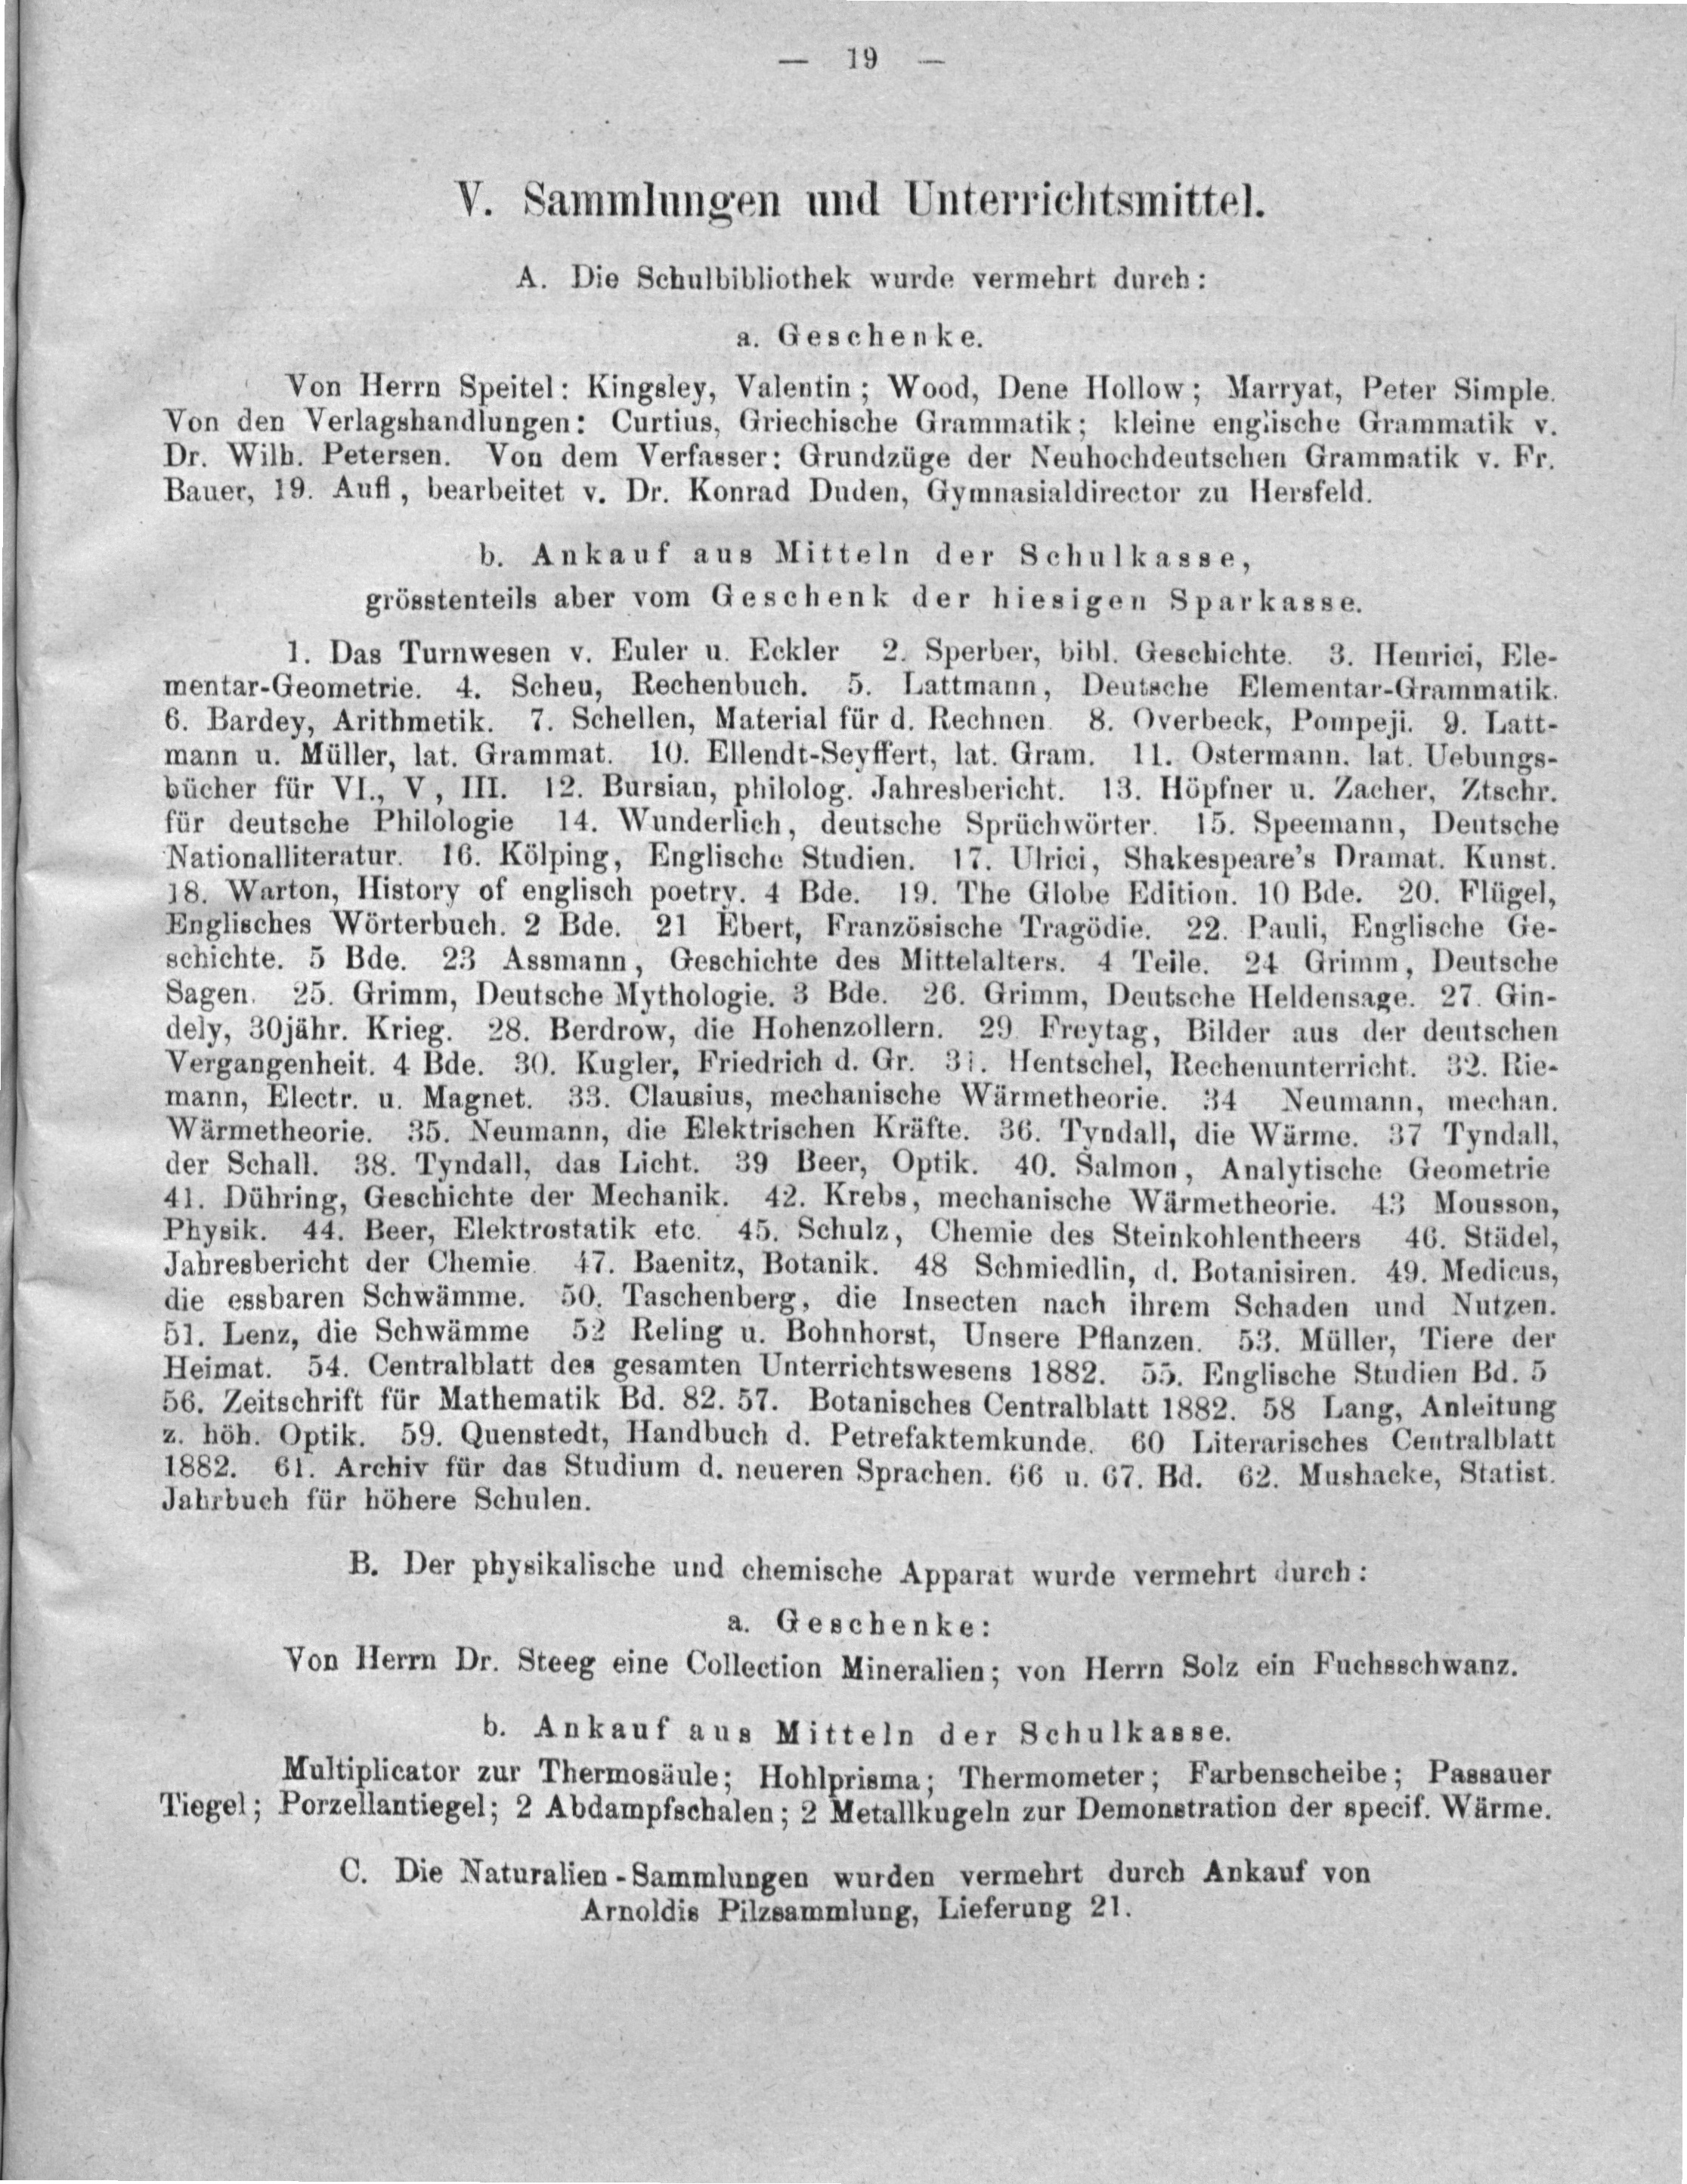 — 19 —
V. Sammlungen und Unterrichtsmittel.
A. Die Schulbibliothek wurde vermehrt durch:
a. Geschenke.
Von Herrn Speitel: Kingsley, Valentin; Wood, Dene Hollow; Marryat, Peter Simple.
Von den Verlagshandlungen: Curtius, Griechische Grammatik; kleine englische Grammatik v.
Dr. Wilh. Petersen. Von dem Verfasser: Grundzüge der Neuhochdeutschen Grammatik v. Fr.
Bauer, 19. Aufl, bearbeitet v. Dr. Konrad Duden, Gymnasialdirector zu Hersfeld.
b. Ankauf aus Mitteln der Schulkasse,
grösstenteils aber vom Geschenk der hiesigen Sparkasse.
1. Das Turnwesen v. Euler u. Eckler 2. Sperber, bibl. Geschichte. 3. Henrici, Ele-
mentar-Geometrie. 4. Scheu, Rechenbuch. 5. Lattmann, Deutsche Elementar-Grammatik.
6. Bardey, Arithmetik. 7. Schellen, Material für d. Rechnen 8. Overbeck, Pompeji. 9. Latt-
mann u. Müller, lat. Grammat. 10. Ellendt-Seyffert, lat. Gram. 11. Ostermann. lat. Uebungs-
bücher für VI., V, III. 12. Bursian, philolog. Jahresbericht. 13. Höpfner u. Zacher, Ztschr.
für deutsche Philologie 14. Wunderlich, deutsche Sprüchwörter. 15. Speemann, Deutsche
Nationalliteratur. 16. Kölping, Englische Studien. 17. Ulrici, Shakespeare's Dramat. Kunst.
18. Warton, History of englisch poetry. 4 Bde. 19. The Globe Edition. 10 Bde. 20. Flügel,
Englisches Wörterbuch. 2 Bde. 21 Ebert, Französische Tragödie. 22. Pauli, Englische Ge-
schichte. 5 Bde. 23 Assmann, Geschichte des Mittelalters. 4 Teile. 24 Grimm, Deutsche
Sagen. 25. Grimm, Deutsche Mythologie. 3 Bde. 26. Grimm, Deutsche Heldensage. 27. Gin-
dely, 30jähr. Krieg. 28. Berdrow, die Hohenzollern. 29 Freytag, Bilder aus der deutschen
Vergangenheit. 4 Bde. 30. Kugler, Friedrich d. Gr. 31. Hentschel, Rechenunterricht. 32. Rie-
mann, Electr. u. Magnet. 33. Clausius, mechanische Wärmetheorie. 34 Neumann, mechan.
Wärmetheorie. 35. Neumann, die Elektrischen Kräfte. 36. Tyndall, die Wärme. 37 Tyndall,
der Schall. 38. Tyndall, das Licht. 39 Beer, Optik. 40. Salmon, Analytische Geometrie
41. Dühring, Geschichte der Mechanik. 42. Krebs, mechanische Wärmetheorie. 43 Mousson,
Physik. 44. Beer, Elektrostatik etc. 45. Schulz, Chemie des Steinkohlentheers 46. Städel,
Jahresbericht der Chemie 47. Baenitz, Botanik. 48 Schmiedlin, d. Botanisiren. 49. Medicus,
die essbaren Schwämme. 50. Taschenberg, die Insecten nach ihrem Schaden und Nutzen.
51. Lenz, die Schwämme 52 Reling u. Bohnhorst, Unsere Pflanzen. 53. Müller, Tiere der
Heimat. 54. Centralblatt des gesamten Unterrichtswesens 1882. 55. Englische Studien Bd. 5
56. Zeitschrift für Mathematik Bd. 82. 57. Botanisches Centralblatt 1882. 58 Lang, Anleitung
z. höh. Optik. 59. Quenstedt, Handbuch d. Petrefaktemkunde. 60 Literarisches Centralblatt
1882. 61. Archiv für das Studium d. neueren Sprachen. 66 u. 67. Bd. 62. Mushacke, Statist.
Jahrbuch für höhere Schulen.
B. Der physikalische und chemische Apparat wurde vermehrt durch:
a. Geschenke:
Von Herrn Dr. Steeg eine Collection Mineralien; von Herrn Solz ein Fuchsschwanz.
b. Ankauf aus Mitteln der Schulkasse.
Multiplicator zur Thermosäule; Hohlprisma; Thermometer; Farbenscheibe; Passauer
Tiegel; Porzellantiegel; 2 Abdampfschalen; 2 Metallkugeln zur Demonstration der specif. Wärme.
C. Die Naturalien-Sammlungen wurden vermehrt durch Ankauf von
Arnoldis Pilzsammlung, Lieferung 21.